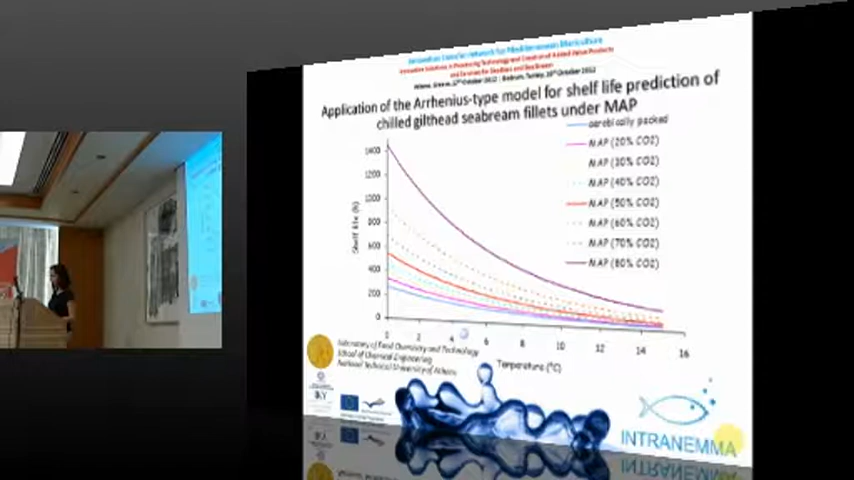 Innovation transfer network for Mediterranean Mariculture
Innovative Solutions in Processing Technology and Creation of Added Value Products
and Services for Seabass and Seabream
Athens, Greece, 17th October 2012 | Bodrum, Turkey, 19th October 2012
Application of the Arrhenius-type model for shelf life prediction of
chilled gilthead seabream fillets under MAP
aerobically packed
MAP (20% CO2)
MAP (30% CO2)
MAP (40% CO2)
MAP (50% CO2)
MAP (60% CO2)
MAP (70% CO2)
MAP (80% CO2)
Shelf life (h)
1400
1200
1000
800
600
400
200
0
2
4
6
8
10
12
14
16
Temperature (°C)
Laboratory of Food Chemistry and Technology
School of Chemical Engineering
National Technical University of Athens
INTRANEMMA